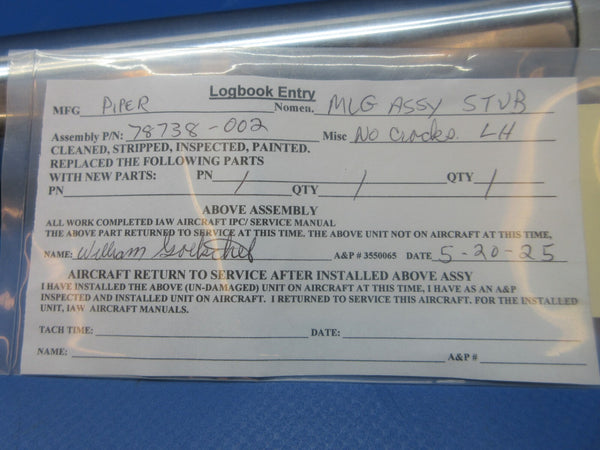 Logbook Entry
MFG PIPER Nomen. MLG ASSY STUB
Assembly P/N: 78738-002 Misc No Cracks. LH
CLEANED, STRIPPED, INSPECTED, PAINTED.
REPLACED THE FOLLOWING PARTS
WITH NEW PARTS: PN / QTY /
PN / QTY /
ABOVE ASSEMBLY
ALL WORK COMPLETED IAW AIRCRAFT IPC/ SERVICE MANUAL
THE ABOVE PART RETURNED TO SERVICE AT THIS TIME. THE ABOVE UNIT NOT ON AIRCRAFT AT THIS TIME,
NAME: William A&P # 3550065 DATE 5-20-25
AIRCRAFT RETURN TO SERVICE AFTER INSTALLED ABOVE ASSY
I HAVE INSTALLED THE ABOVE (UN-DAMAGED) UNIT ON AIRCRAFT AT THIS TIME, I HAVE AS AN A&P
INSPECTED AND INSTALLED UNIT ON AIRCRAFT. I RETURNED TO SERVICE THIS AIRCRAFT. FOR THE INSTALLED
UNIT, IAW AIRCRAFT MANUALS.
TACH TIME: DATE:
NAME: A&P #